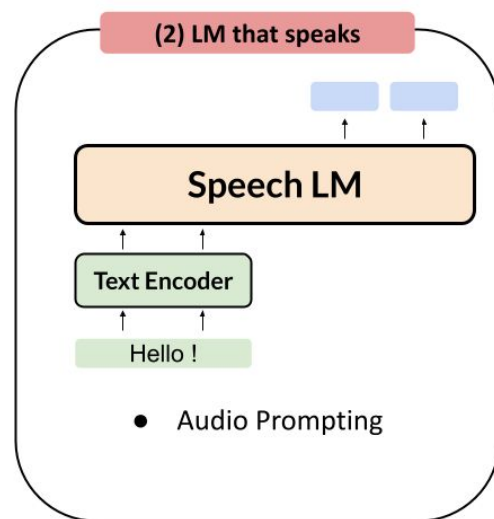 (2) LM that speaks
Speech LM
Text Encoder
Hello !
● Audio Prompting